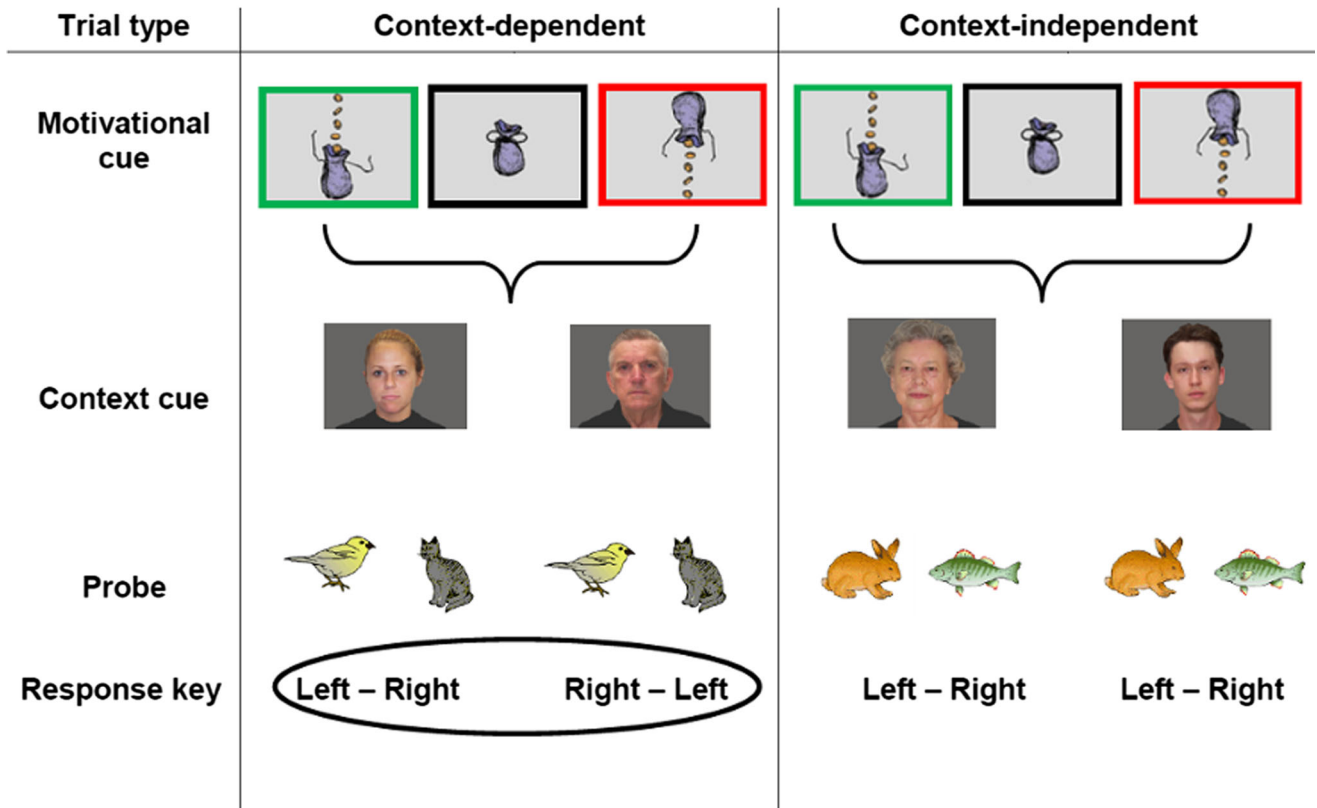 Trial type
Context-dependent
Context-independent
Motivational
cue
Context cue
Probe
Response key
Left – Right
Right – Left
Left – Right
Left – Right